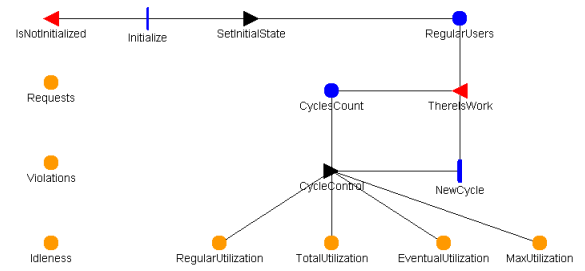 IsNotInitialized
Initialize
SetInitialState
RegularUsers
Requests
CyclesCount
ThereIsWork
Violations
CycleControl
NewCycle
Idleness
RegularUtilization
TotalUtilization
EventualUtilization
MaxUtilization